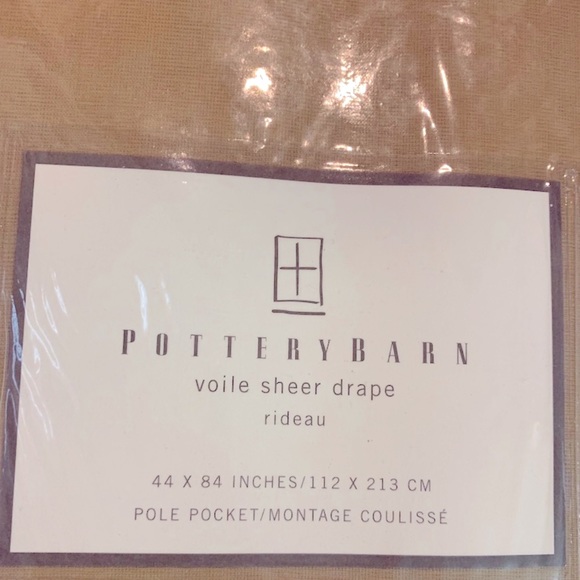 POTTERYBARN
voile sheer drape
rideau
44 X 84 INCHES/112 X 213 CM
POLE POCKET/MONTAGE COULISSÉ